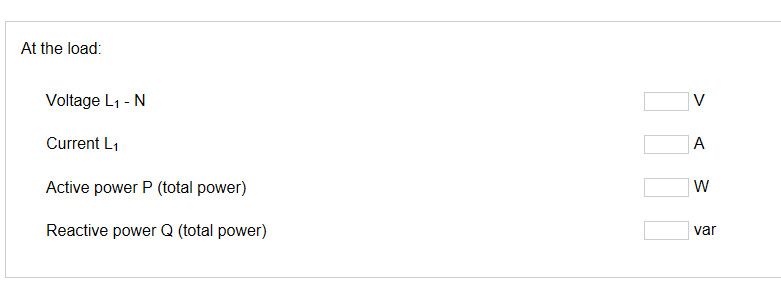 At the load:
Voltage L₁ - N V
Current L₁ A
Active power P (total power) W
Reactive power Q (total power) var